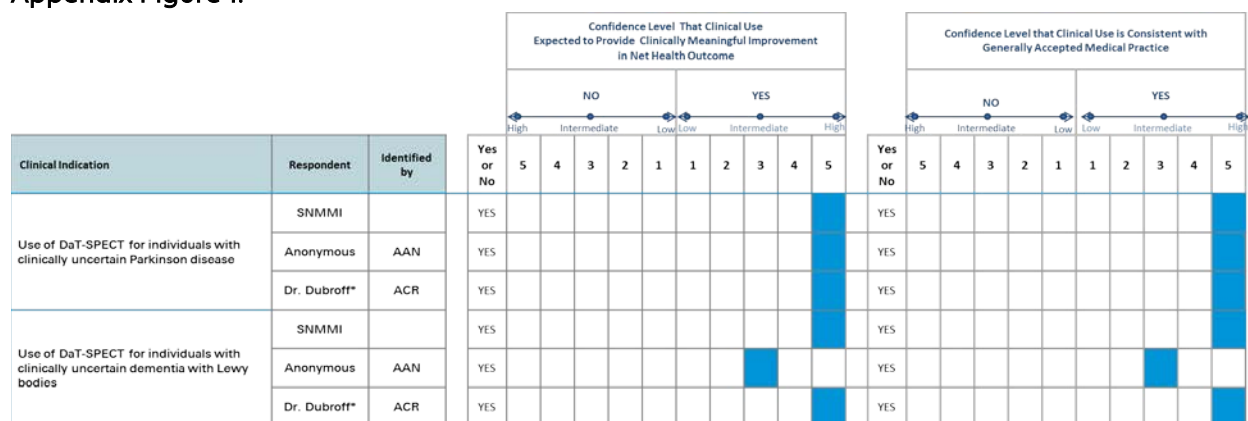 Appendix Figure 1.
Confidence Level That Clinical Use
Expected to Provide Clinically Meaningful Improvement
in Net Health Outcome
Confidence Level that Clinical Use is Consistent with
Generally Accepted Medical Practice
NO YES NO YES
High Intermediate Low Low Intermediate High High Intermediate Low Low Intermediate High
Clinical Indication Respondent Identified
by
Yes
or
No
5 4 3 2 1 1 2 3 4 5
Yes
or
No
5 4 3 2 1 1 2 3 4 5
Use of DaT-SPECT for individuals with
clinically uncertain Parkinson disease
SNMMI YES YES
Anonymous AAN YES YES
Dr. Dubroff* ACR YES YES
Use of DaT-SPECT for individuals with
clinically uncertain dementia with Lewy
bodies
SNMMI YES YES
Anonymous AAN YES YES
Dr. Dubroff* ACR YES YES